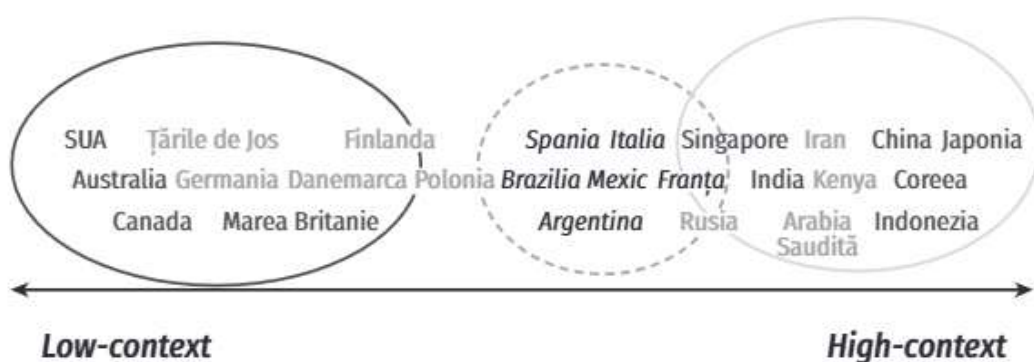 SUA Țările de Jos Finlanda Spania Italia Singapore Iran China Japonia
Australia Germania Danemarca Polonia Brazilia Mexic Franța India Kenya Coreea
Canada Marea Britanie Argentina Rusia Arabia Indonezia
Saudită
Low-context High-context